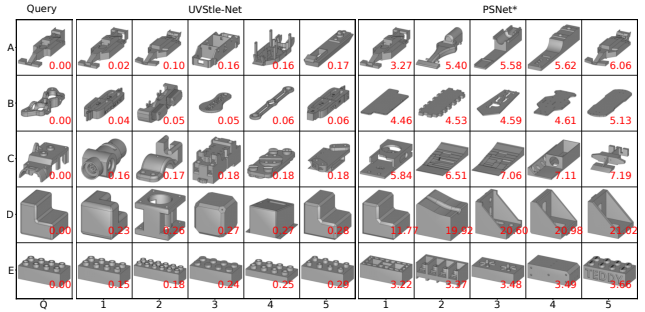 Query UVStle-Net PSNet*
A 0.00 0.02 0.10 0.16 0.16 0.17 3.27 5.40 5.58 5.62 6.06
B 0.00 0.04 0.05 0.05 0.06 0.06 4.46 4.53 4.59 4.61 5.13
C 0.00 0.16 0.17 0.18 0.18 0.18 5.84 6.51 7.06 7.11 7.19
D 0.00 0.23 0.26 0.27 0.27 0.28 11.77 19.92 20.60 20.98 21.02
E 0.00 0.15 0.18 0.24 0.25 0.29 3.22 3.37 3.48 3.49 3.66
TEDDY
Q 1 2 3 4 5 1 2 3 4 5